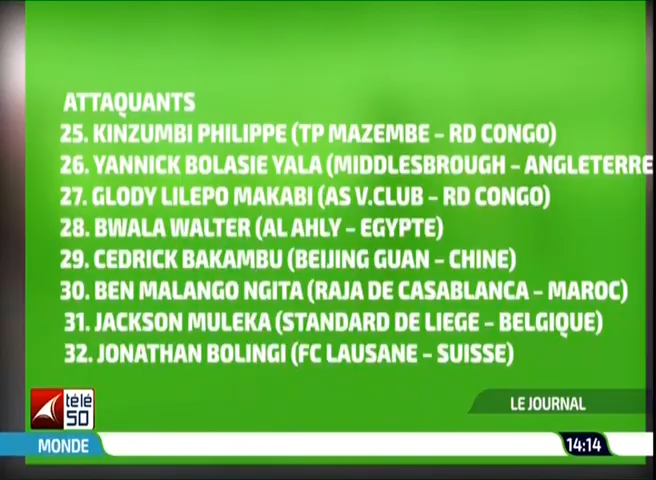 ATTAQUANTS
25. KINZUMBI PHILIPPE (TP MAZEMBE – RD CONGO)
26. YANNICK BOLASIE YALA (MIDDLESBROUGH – ANGLETERRE
27. GLODY LILEPO MAKABI (AS V.CLUB – RD CONGO)
28. BWALA WALTER (AL AHLY – EGYPTE)
29. CEDRICK BAKAMBU (BEIJING GUAN – CHINE)
30. BEN MALANGO NGITA (RAJA DE CASABLANCA – MAROC)
31. JACKSON MULEKA (STANDARD DE LIEGE – BELGIQUE)
32. JONATHAN BOLINGI (FC LAUSANE – SUISSE)
télé
50
LE JOURNAL
MONDE
14:14